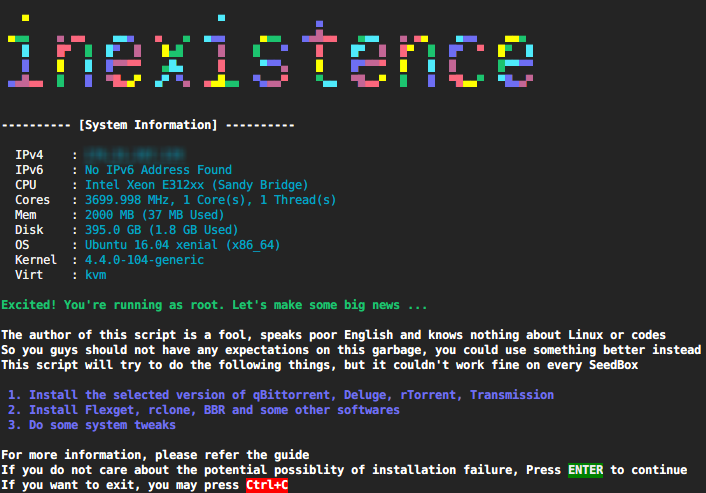 inexistence
---------- [System Information] ----------
IPv4 :
IPv6 : No IPv6 Address Found
CPU : Intel Xeon E312xx (Sandy Bridge)
Cores : 3699.998 MHz, 1 Core(s), 1 Thread(s)
Mem : 2000 MB (37 MB Used)
Disk : 395.0 GB (1.8 GB Used)
OS : Ubuntu 16.04 xenial (x86_64)
Kernel : 4.4.0-104-generic
Virt : kvm
Excited! You're running as root. Let's make some big news ...
The author of this script is a fool, speaks poor English and knows nothing about Linux or codes
So you guys should not have any expectations on this garbage, you could use something better instead
This script will try to do the following things, but it couldn't work fine on every SeedBox
1. Install the selected version of qBittorrent, Deluge, rTorrent, Transmission
2. Install Flexget, rclone, BBR and some other softwares
3. Do some system tweaks
For more information, please refer the guide
If you do not care about the potential possiblity of installation failure, Press ENTER to continue
If you want to exit, you may press Ctrl+C